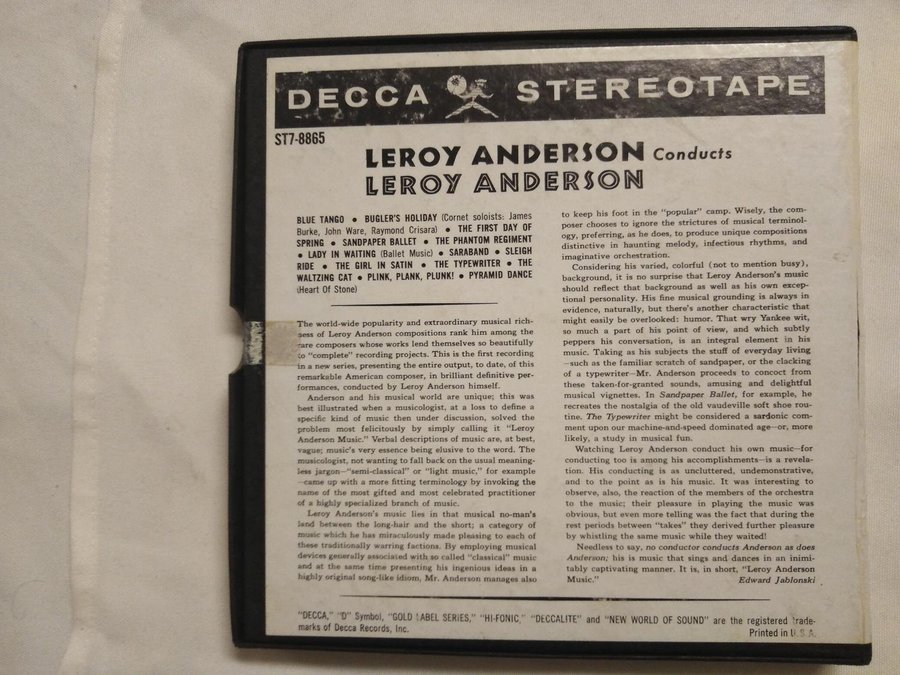 DECCA STEREOTAPE
ST7-8865
LEROY ANDERSON Conducts
LEROY ANDERSON
BLUE TANGO • BUGLER'S HOLIDAY (Cornet soloists: James
Burke, John Ware, Raymond Crisara) • THE FIRST DAY OF
SPRING • SANDPAPER BALLET • THE PHANTOM REGIMENT
• LADY IN WAITING (Ballet Music) • SARABAND • SLEIGH
RIDE • THE GIRL IN SATIN • THE TYPEWRITER • THE
WALTZING CAT • PLINK, PLANK, PLUNK! • PYRAMID DANCE
(Heart Of Stone)
The world-wide popularity and extraordinary musical rich-
ness of Leroy Anderson compositions rank him among the
rare composers whose works lend themselves so beautifully
to "complete" recording projects. This is the first recording
in a new series, presenting the entire output, to date, of this
remarkable American composer, in brilliant definitive per-
formances, conducted by Leroy Anderson himself.
Anderson and his musical world are unique; this was
best illustrated when a musicologist, at a loss to define a
specific kind of music then under discussion, solved the
problem most felicitously by simply calling it "Leroy
Anderson Music." Verbal descriptions of music are, at best,
vague; music's very essence being elusive to the word. The
musicologist, not wanting to fall back on the usual meaning-
less jargon—"semi-classical" or "light music," for example
—came up with a more fitting terminology by invoking the
name of the most gifted and most celebrated practitioner
of a highly specialized branch of music.
Leroy Anderson's music lies in that musical no-man's
land between the long-hair and the short; a category of
music which he has miraculously made pleasing to each of
these traditionally warring factions. By employing musical
devices generally associated with so called "classical" music
and at the same time presenting his ingenious ideas in a
highly original song-like idiom, Mr. Anderson manages also
to keep his foot in the "popular" camp. Wisely, the com-
poser chooses to ignore the strictures of musical terminol-
ogy, preferring, as he does, to produce unique compositions
distinctive in haunting melody, infectious rhythms, and
imaginative orchestration.
Considering his varied, colorful (not to mention busy),
background, it is no surprise that Leroy Anderson's music
should reflect that background as well as his own excep-
tional personality. His fine musical grounding is always in
evidence, naturally, but there's another characteristic that
might easily be overlooked: humor. That wry Yankee wit,
so much a part of his point of view, and which subtly
peppers his conversation, is an integral element in his
music. Taking as his subjects the stuff of everyday living
—such as the familiar scratch of sandpaper, or the clacking
of a typewriter—Mr. Anderson proceeds to concoct from
these taken-for-granted sounds, amusing and delightful
musical vignettes. In Sandpaper Ballet, for example, he
recreates the nostalgia of the old vaudeville soft shoe rou-
tine. The Typewriter might be considered a sardonic com-
ment upon our machine-and-speed dominated age—or, more
likely, a study in musical fun.
Watching Leroy Anderson conduct his own music—for
conducting too is among his accomplishments—is a revela-
tion. His conducting is as uncluttered, undemonstrative,
and to the point as is his music. It was interesting to
observe, also, the reaction of the members of the orchestra
to the music; their pleasure in playing the music was
obvious, but even more telling was the fact that during the
rest periods between "takes" they derived further pleasure
by whistling the same music while they waited!
Needless to say, no conductor conducts Anderson as does
Anderson; his is music that sings and dances in an inimi-
tably captivating manner. It is, in short, "Leroy Anderson
Music." Edward Jablonski
"DECCA," "D" Symbol, "GOLD LABEL SERIES," "HI-FONIC," "DECCALITE" and "NEW WORLD OF SOUND" are the registered trade-
marks of Decca Records, Inc. Printed in U.S.A.